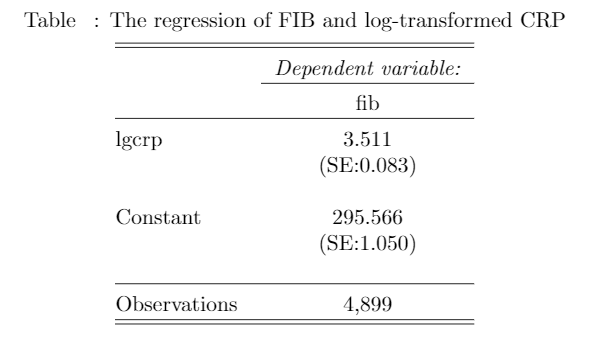 Table : The regression of FIB and log-transformed CRP
Dependent variable:
fib
lgcrp 3.511
(SE:0.083)
Constant 295.566
(SE:1.050)
Observations 4,899